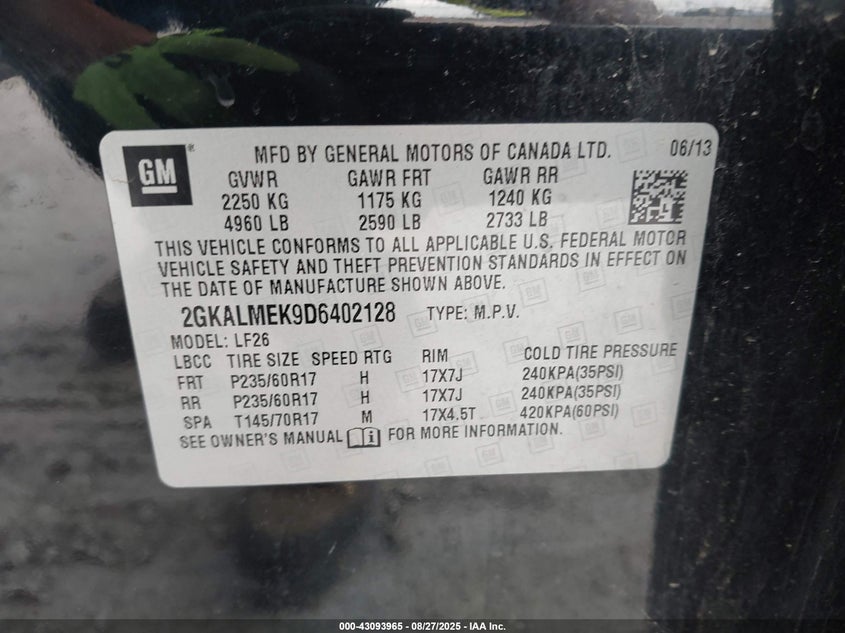 GM ® MFD BY GENERAL MOTORS OF CANADA LTD. 06/13
GVWR GAWR FRT GAWR RR
2250 KG 1175 KG 1240 KG
4960 LB 2590 LB 2733 LB
THIS VEHICLE CONFORMS TO ALL APPLICABLE U.S. FEDERAL MOTOR
VEHICLE SAFETY AND THEFT PREVENTION STANDARDS IN EFFECT ON
THE DATE OF MANUFACTURE SHOWN ABOVE.
2GKALMEK9D6402128 TYPE: M.P.V.
MODEL: LF26
LBCC TIRE SIZE SPEED RTG RIM COLD TIRE PRESSURE
FRT P235/60R17 H 17X7J 240KPA(35PSI)
RR P235/60R17 H 17X7J 240KPA(35PSI)
SPA T145/70R17 M 17X4.5T 420KPA(60PSI)
SEE OWNER'S MANUAL FOR MORE INFORMATION.
000-43093965 - 08/27/2025 - IAA Inc.